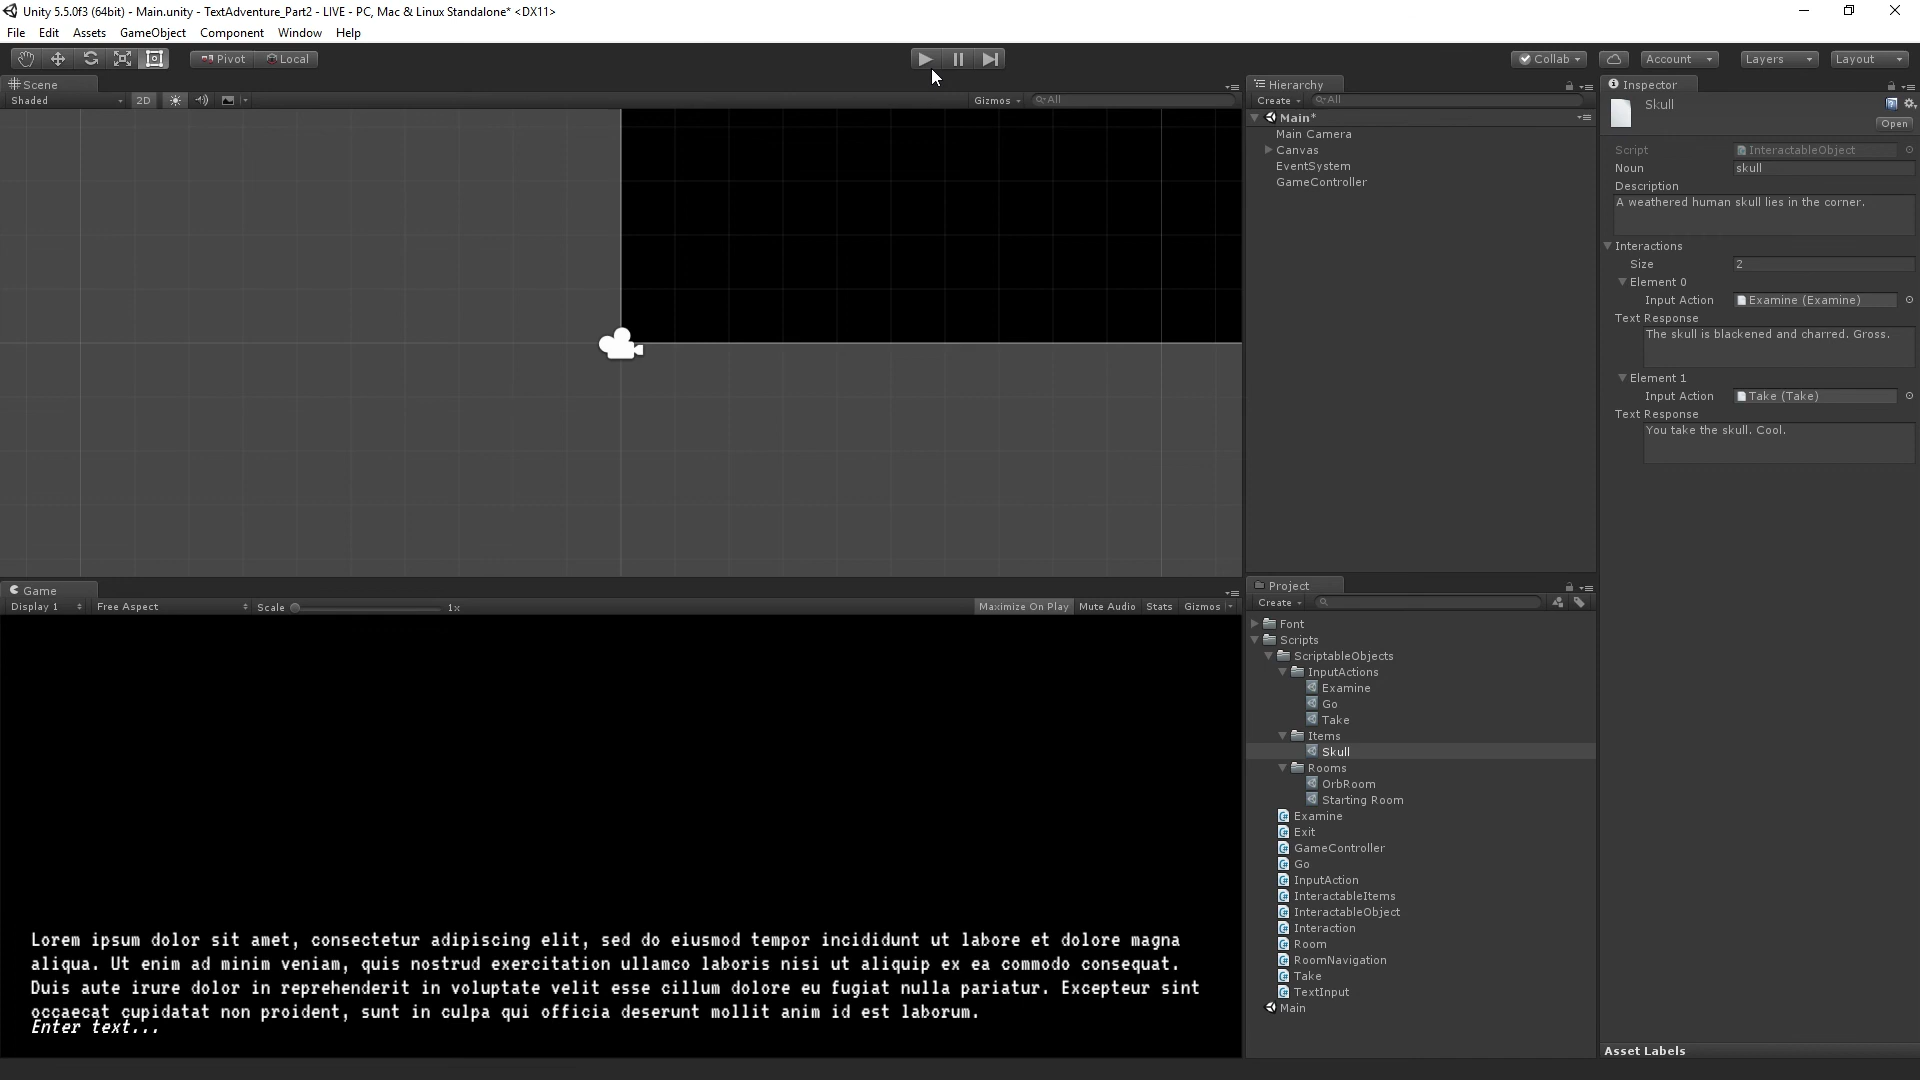 Unity 5.5.0f3 (64bit) - Main.unity - TextAdventure_Part2 - LIVE - PC, Mac & Linux Standalone* <DX11>
File Edit Assets GameObject Component Window Help
Pivot Local Collab Account Layers Layout
Scene
Shaded 2D Gizmos All
Hierarchy
Create All
Main*
Main Camera
Canvas
EventSystem
GameController
Inspector
Skull
Open
Script InteractableObject
Noun skull
Description
A weathered human skull lies in the corner.
Interactions
Size 2
Element 0
Input Action Examine (Examine)
Text Response
The skull is blackened and charred. Gross.
Element 1
Input Action Take (Take)
Text Response
You take the skull. Cool.
Game
Display 1 Free Aspect Scale 1x Maximize On Play Mute Audio Stats Gizmos
Lorem ipsum dolor sit amet, consectetur adipiscing elit, sed do eiusmod tempor incididunt ut labore et dolore magna
aliqua. Ut enim ad minim veniam, quis nostrud exercitation ullamco laboris nisi ut aliquip ex ea commodo consequat.
Duis aute irure dolor in reprehenderit in voluptate velit esse cillum dolore eu fugiat nulla pariatur. Excepteur sint
occaecat cupidatat non proident, sunt in culpa qui officia deserunt mollit anim id est laborum.
Enter text...
Project
Create
Font
Scripts
ScriptableObjects
InputActions
Examine
Go
Take
Items
Skull
Rooms
OrbRoom
Starting Room
Examine
Exit
GameController
Go
InputAction
InteractableItems
InteractableObject
Interaction
Room
RoomNavigation
Take
TextInput
Main
Asset Labels